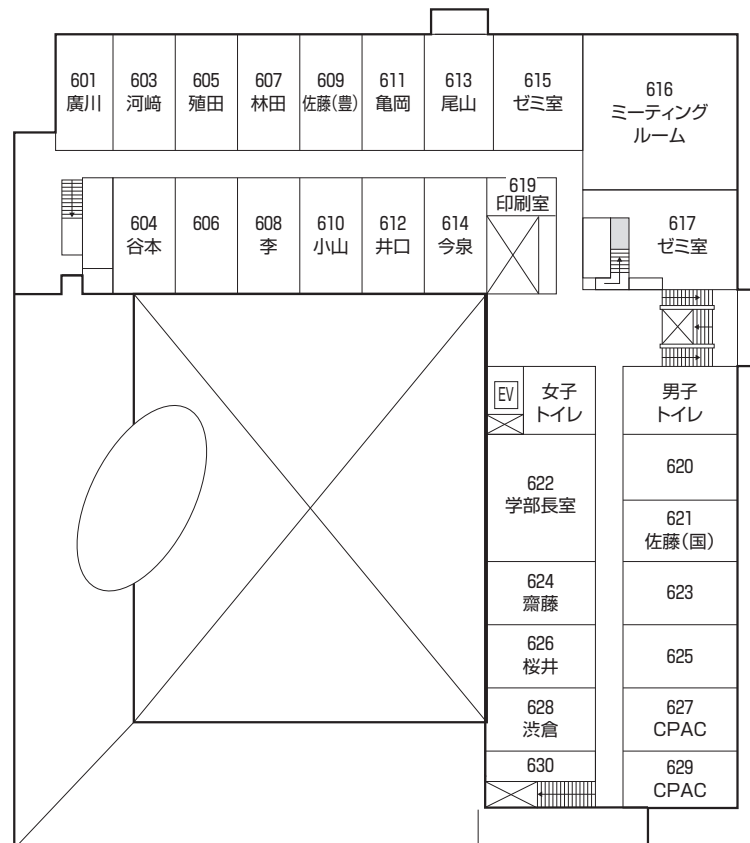 601
廣川
603
河﨑
605
殖田
607
林田
609
佐藤(豊)
611
亀岡
613
尾山
615
ゼミ室
616
ミーティング
ルーム
604
谷本
606
608
李
610
小山
612
井口
614
今泉
619
印刷室
617
ゼミ室
EV
女子
トイレ
男子
トイレ
622
学部長室
620
621
佐藤(国)
624
齋藤
623
626
桜井
625
628
渋倉
627
CPAC
630
629
CPAC